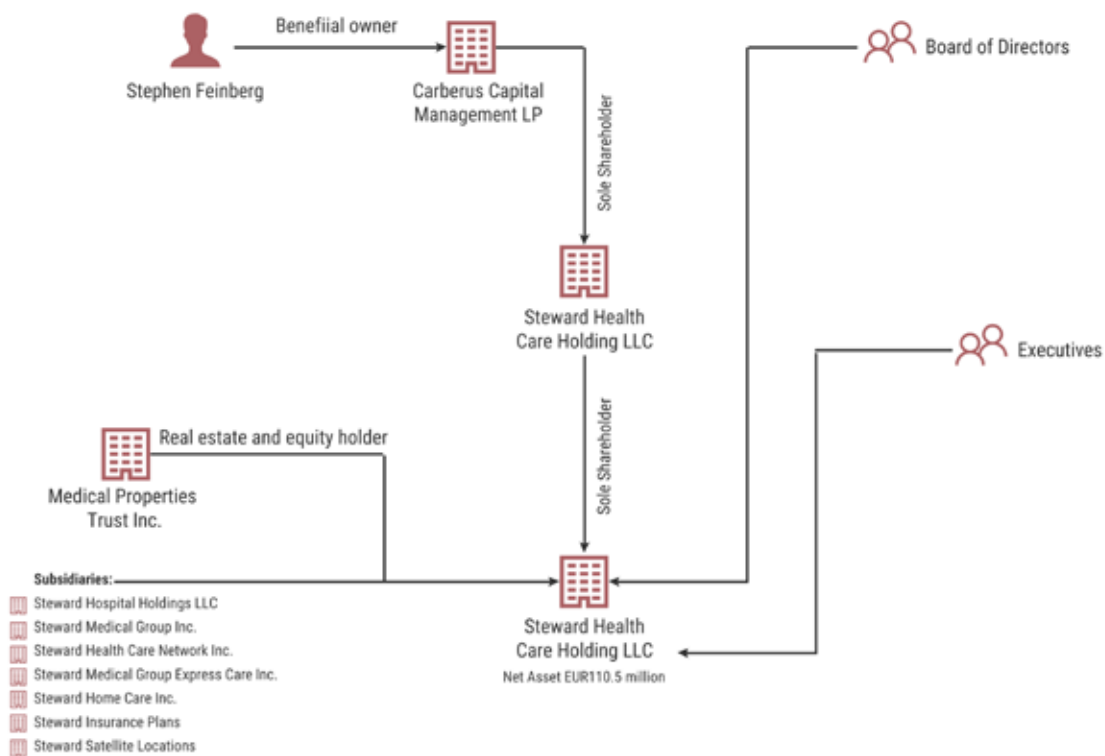 Benefiial owner
Stephen Feinberg
Carberus Capital
Management LP
Board of Directors
Sole Shareholder
Steward Health
Care Holding LLC
Executives
Sole Shareholder
Real estate and equity holder
Medical Properties
Trust Inc.
Subsidiaries:
Steward Hospital Holdings LLC
Steward Medical Group Inc.
Steward Health Care Network Inc.
Steward Medical Group Express Care Inc.
Steward Home Care Inc.
Steward Insurance Plans
Steward Satellite Locations
Steward Health
Care Holding LLC
Net Asset EUR110.5 million